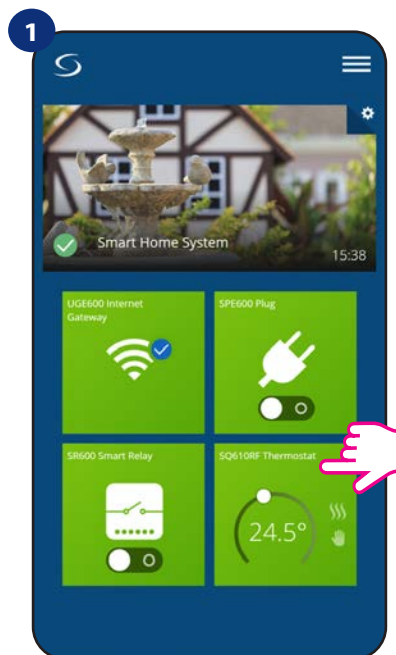 1
Smart Home System
15:38
UGE600 Internet
Gateway
SPE600 Plug
SR600 Smart Relay
SQ610RF Thermostat
24.5°